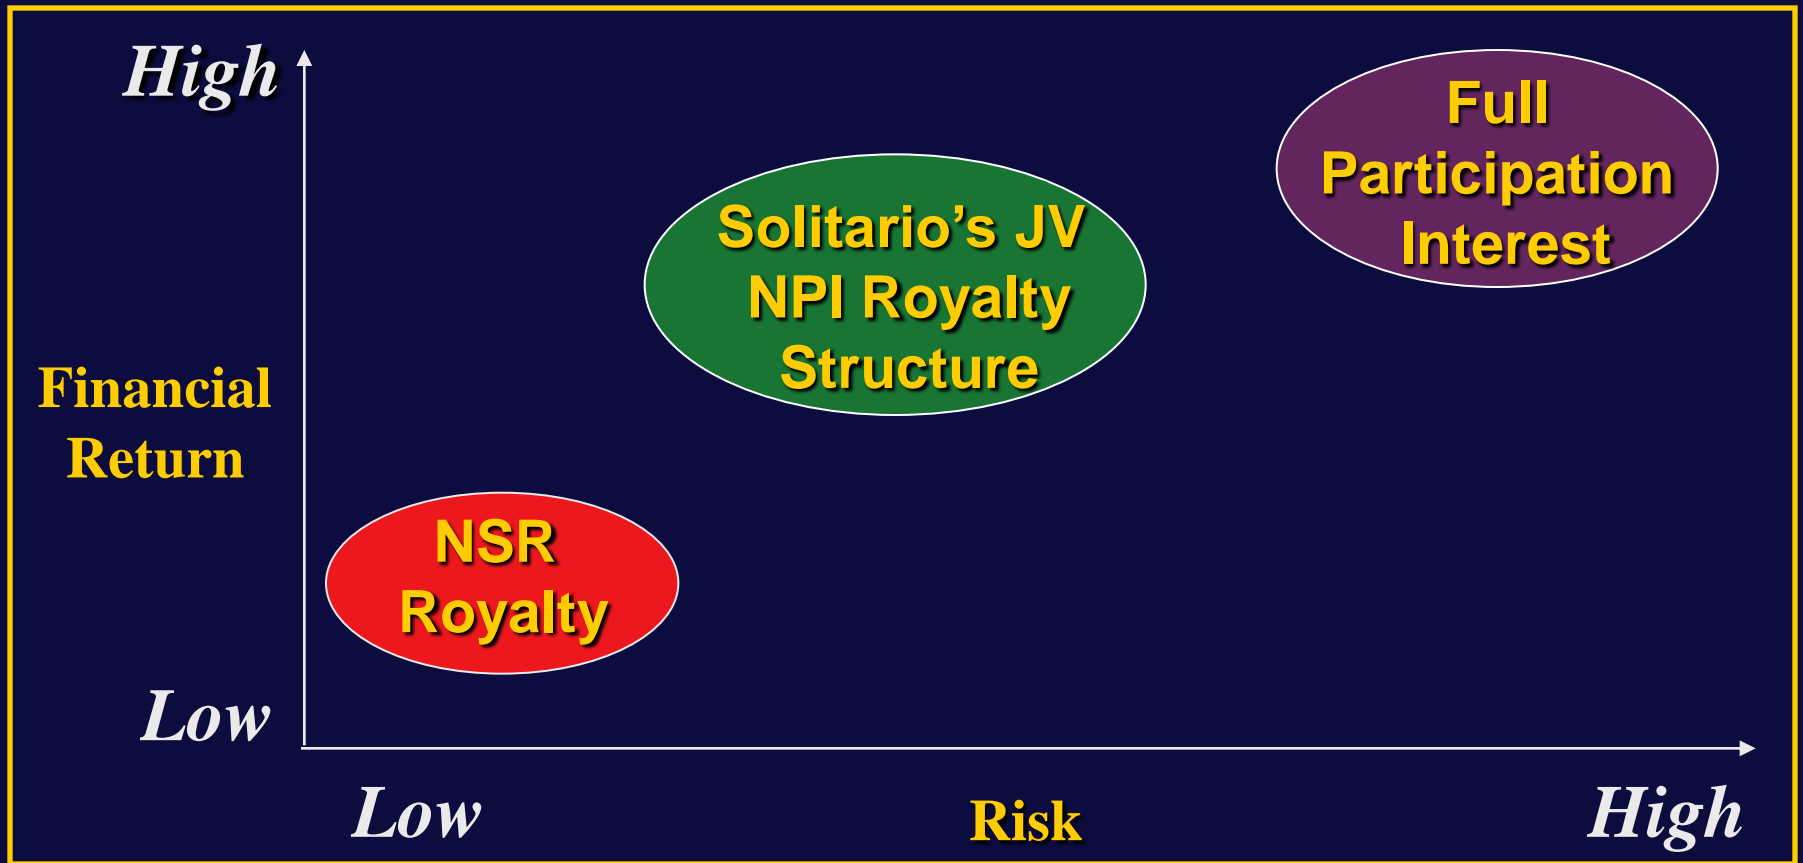 High
Full
Participation
Interest
Solitario’s JV
NPI Royalty
Structure
Financial
Return
NSR
Royalty
Low
Low
Risk
High